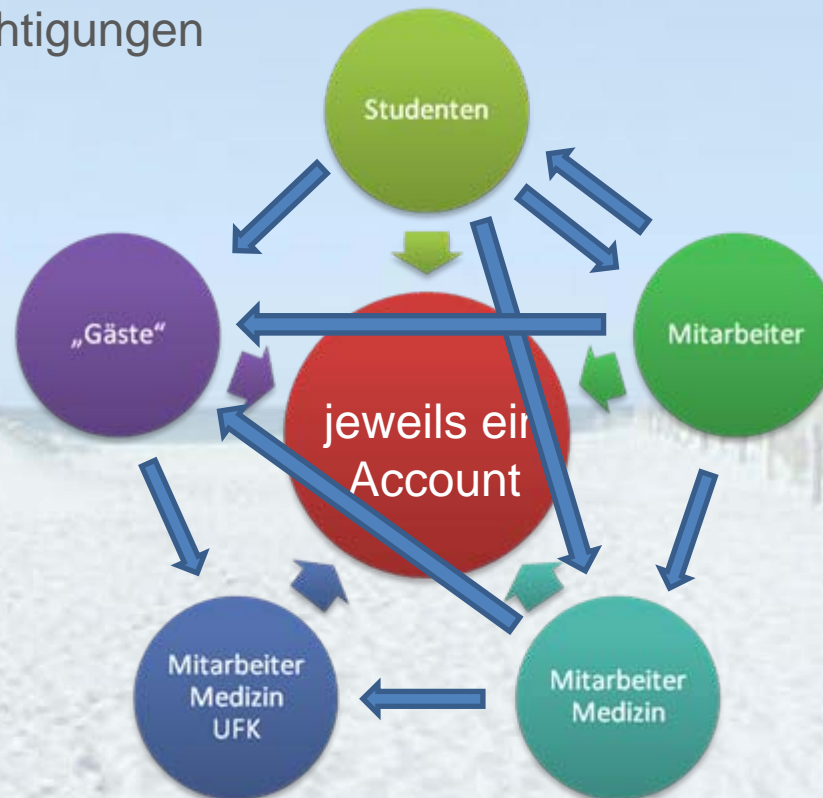 htigungen
Studenten
„Gäste“
Mitarbeiter
jeweils ein
Account
Mitarbeiter
Medizin
UFK
Mitarbeiter
Medizin